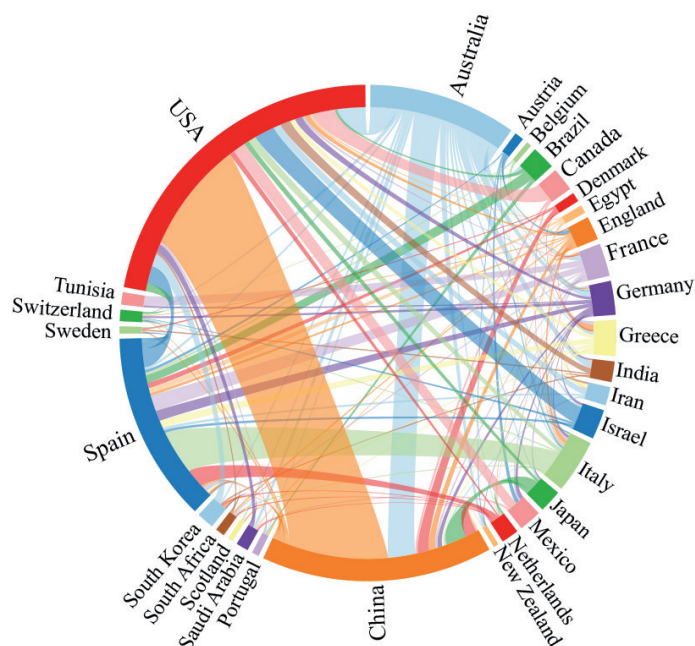 Australia
Austria
Belgium
Brazil
Canada
Denmark
Egypt
England
France
Germany
Greece
India
Iran
Israel
Italy
Japan
Mexico
Netherlands
New Zealand
China
Portugal
Saudi Arabia
Scotland
South Africa
South Korea
Spain
Sweden
Switzerland
Tunisia
USA